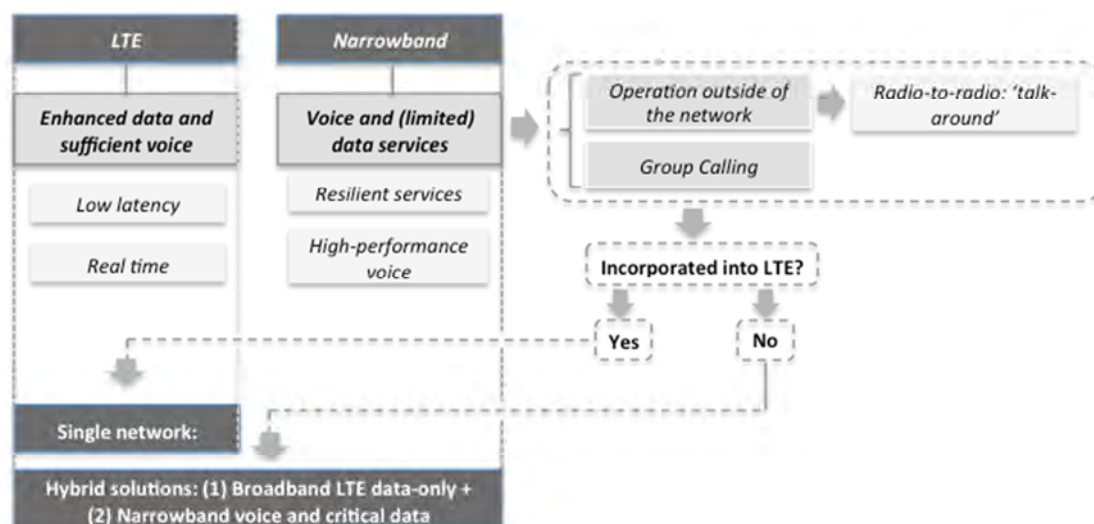 LTE
Enhanced data and
sufficient voice
Low latency
Real time
Narrowband
Voice and (limited)
data services
Resilient services
High-performance
voice
Operation outside of
the network
Radio-to-radio: ‘talk-
around’
Group Calling
Incorporated into LTE?
Yes
No
Single network:
Hybrid solutions: (1) Broadband LTE data-only +
(2) Narrowband voice and critical data